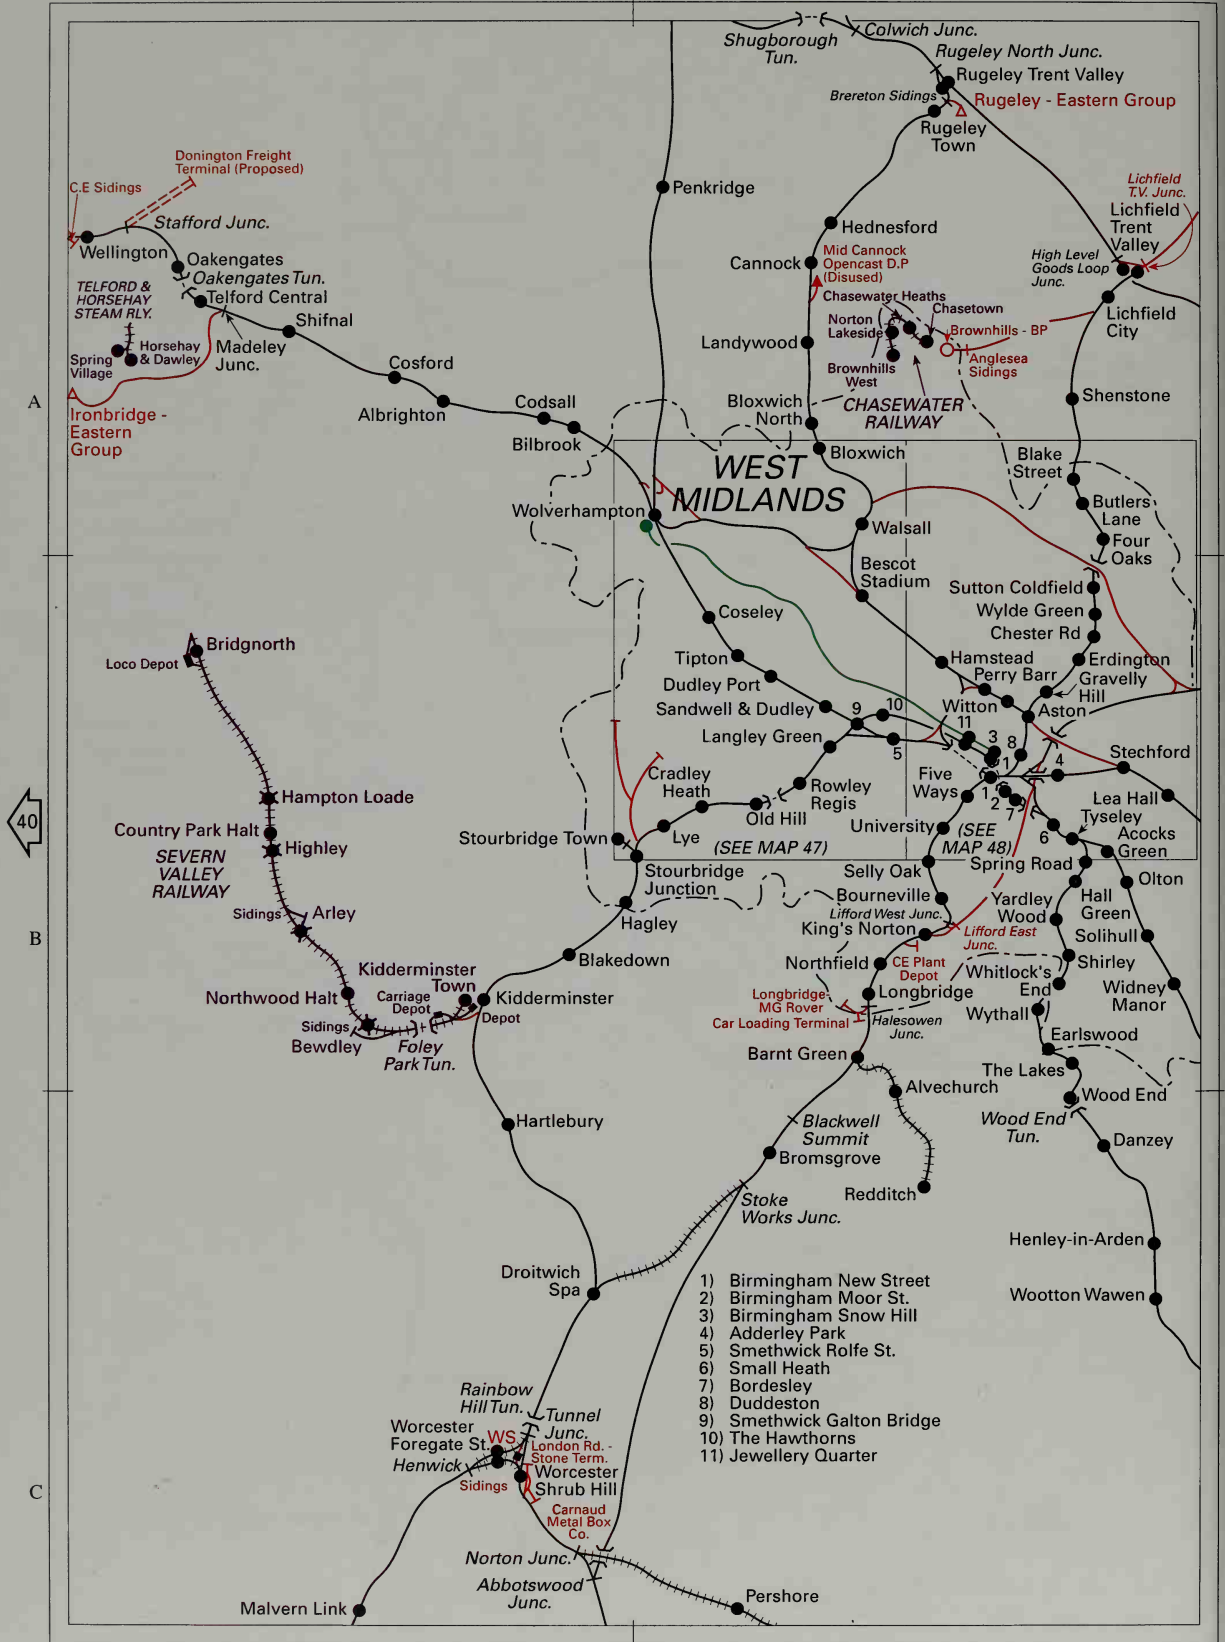 Shugborough
Tun.
Colwich Junc.
Rugeley North Junc.
Rugeley Trent Valley
Brereton Sidings
Rugeley - Eastern Group
Rugeley
Town
Donington Freight
Terminal (Proposed)
C.E Sidings
Stafford Junc.
Wellington
Oakengates
Oakengates Tun.
Telford Central
TELFORD &
HORSEHAY
STEAM RLY.
Shifnal
Horsehay
& Dawley
Spring
Village
Madeley
Junc.
Ironbridge -
Eastern
Group
Cosford
Albrighton
Codsall
Bilbrook
Penkridge
Hednesford
Cannock
Mid Cannock
Opencast D.P
(Disused)
Chasewater Heaths
Chasetown
Norton
Lakeside
Brownhills - BP
Landywood
Brownhills
West
Anglesea
Sidings
CHASEWATER
RAILWAY
Lichfield
T.V. Junc.
Lichfield
Trent
Valley
High Level
Goods Loop
Junc.
Lichfield
City
Shenstone
A
Bloxwich
North
Bloxwich
Blake
Street
WEST
MIDLANDS
Butlers
Lane
Four
Oaks
Wolverhampton
Walsall
Bescot
Stadium
Sutton Coldfield
Wylde Green
Chester Rd
Coseley
Erdington
Gravelly
Hill
Hamstead
Perry Barr
Tipton
Dudley Port
Witton
Aston
Sandwell & Dudley
9
10
11
Langley Green
5
3
8
1
4
Stechford
Bridgnorth
Loco Depot
Cradley
Heath
Rowley
Regis
Five
Ways
1
2
7
6
Lea Hall
Tyseley
Acocks
Green
Old Hill
Hampton Loade
40
Country Park Halt
Highley
SEVERN
VALLEY
RAILWAY
Stourbridge Town
Lye
(SEE MAP 47)
University
(SEE
MAP 48)
Spring Road
Selly Oak
Olton
Stourbridge
Junction
Hagley
Bourneville
Lifford West Junc.
Yardley
Wood
Hall
Green
Sidings
Arley
King's Norton
Lifford East
Junc.
Solihull
B
Blakedown
Northfield
CE Plant
Depot
Whitlock's
End
Shirley
Kidderminster
Town
Carriage
Depot
Kidderminster
Depot
Northwood Halt
Longbridge
Longbridge-
MG Rover
Car Loading Terminal
Halesowen
Junc.
Wythall
Widney
Manor
Sidings
Bewdley
Foley
Park Tun.
Barnt Green
Earlswood
The Lakes
Alvechurch
Wood End
Wood End
Tun.
Danzey
Hartlebury
Blackwell
Summit
Bromsgrove
Redditch
Stoke
Works Junc.
Henley-in-Arden
Wootton Wawen
Droitwich
Spa
1) Birmingham New Street
2) Birmingham Moor St.
3) Birmingham Snow Hill
4) Adderley Park
5) Smethwick Rolfe St.
6) Small Heath
7) Bordesley
8) Duddeston
9) Smethwick Galton Bridge
10) The Hawthorns
11) Jewellery Quarter
Rainbow
Hill Tun.
Tunnel
Junc.
Worcester
Foregate St.
WS
London Rd. -
Stone Term.
Henwick
Worcester
Shrub Hill
Sidings
C
Carnaud
Metal Box
Co.
Norton Junc.
Abbotswood
Junc.
Pershore
Malvern Link